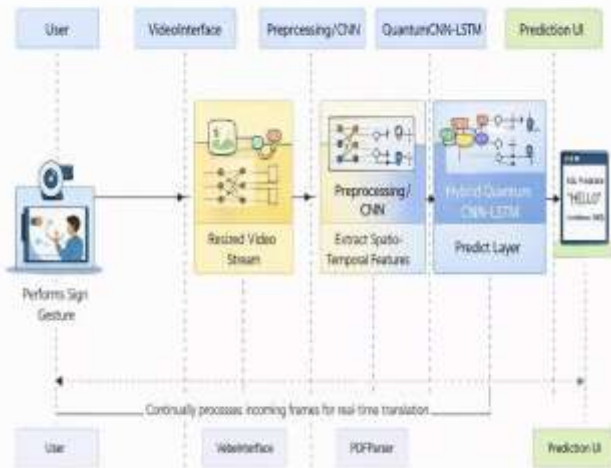 User
VideoInterface
Preprcessing/CNN
QuantumCNN-LSTM
Prediction UI
Preprocessing/
CNN
Hybrid Quantum
CNN-LSTM
"HELLO"
Resized Video
Stream
Extract Spatio-
Temporal Features
Predict Layer
Performs Sign
Gesture
Continually processes incoming frames for real-time translation
User
PDFParser
Prediction UI